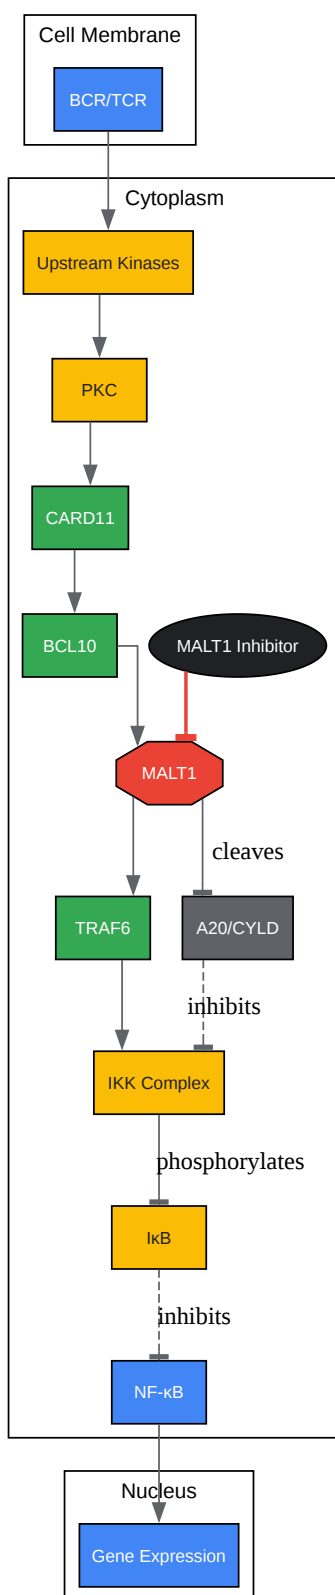 Cell Membrane
BCR/TCR
Cytoplasm
Upstream Kinases
PKC
CARD11
BCL10
MALT1 Inhibitor
MALT1
cleaves
TRAF6
A20/CYLD
inhibits
IKK Complex
phosphorylates
IκB
inhibits
NF-κB
Nucleus
Gene Expression